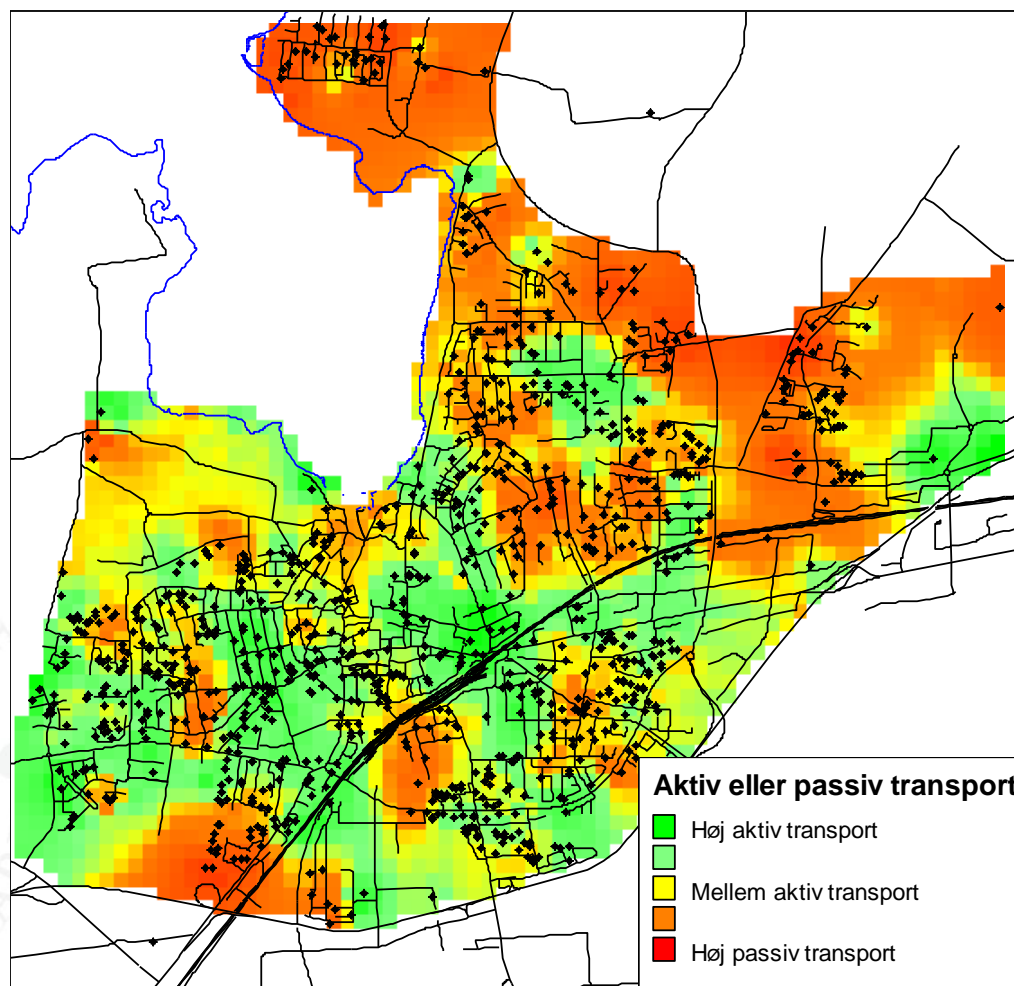 Aktiv eller passiv transport
Høj aktiv transport
Mellem aktiv transport
Høj passiv transport